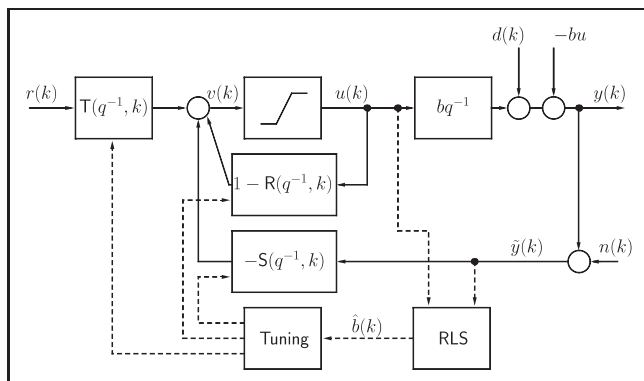 d(k) −bu
r(k) T(q⁻¹, k) v(k) u(k) bq⁻¹ y(k)
1 − R(q⁻¹, k)
−S(q⁻¹, k) ỹ(k) n(k)
Tuning b̂(k) RLS